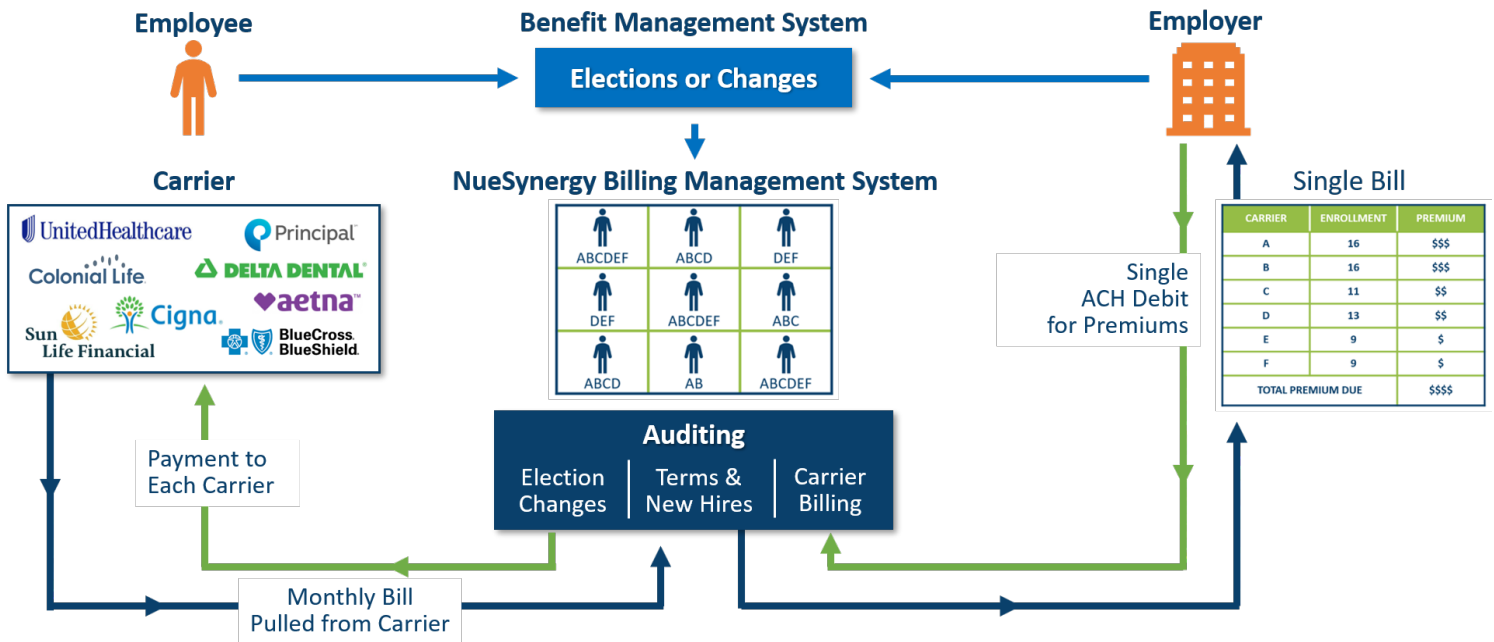 Employee
Benefit Management System
Employer
Elections or Changes
Carrier
NueSynergy Billing Management System
Single Bill
UnitedHealthcare
Principal™
Colonial Life.
DELTA DENTAL®
aetna™
Cigna.
Sun
Life Financial
BlueCross
BlueShield.
ABCDEF
ABCD
DEF
DEF
ABCDEF
ABC
ABCD
AB
ABCDEF
Single
ACH Debit
for Premiums
CARRIER ENROLLMENT PREMIUM
A 16 $$$
B 16 $$$
C 11 $$
D 13 $$
E 9 $
F 9 $
TOTAL PREMIUM DUE $$$$
Auditing
Election
Changes
Terms &
New Hires
Carrier
Billing
Payment to
Each Carrier
Monthly Bill
Pulled from Carrier